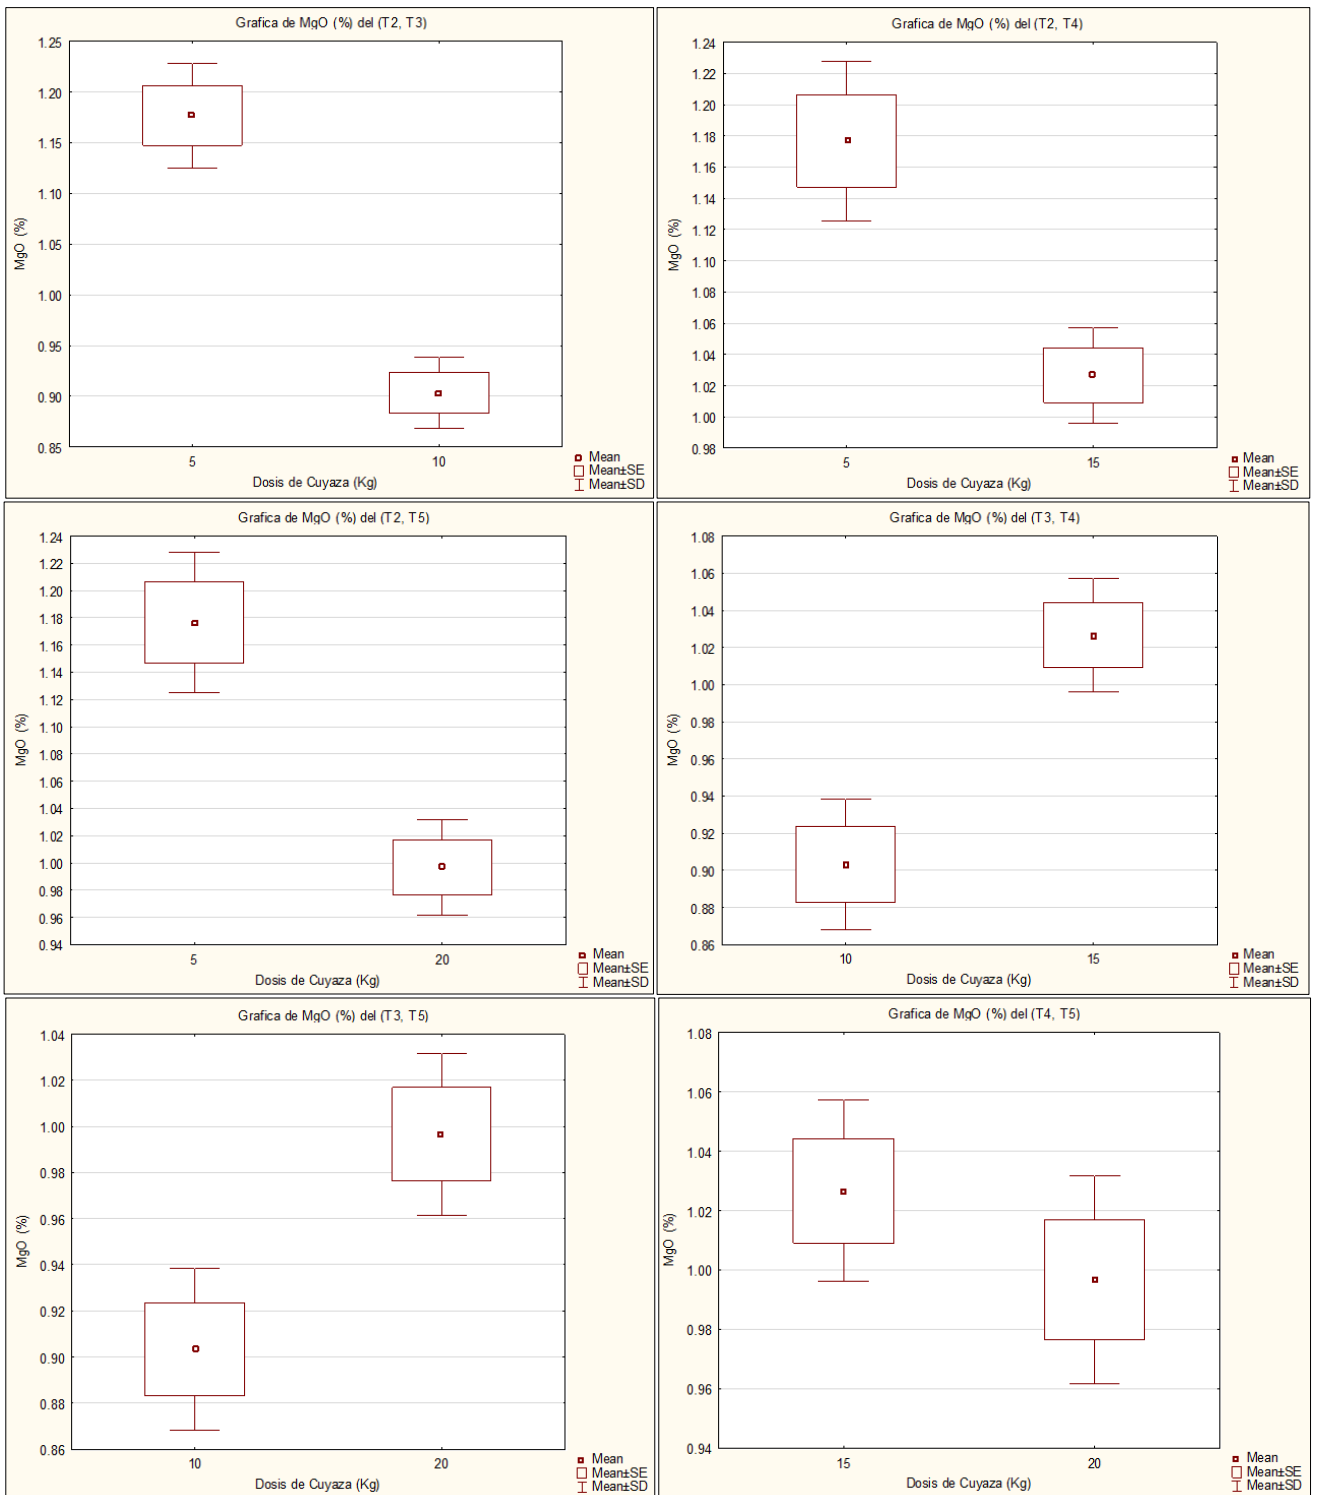 Grafica de MgO (%) del (T2, T3)
1.25
1.20
1.15
1.10
1.05
1.00
0.95
0.90
0.85
MgO (%)
5
10
Dosis de Cuyaza (Kg)
Mean
Mean±SE
Mean±SD
Grafica de MgO (%) del (T2, T4)
1.24
1.22
1.20
1.18
1.16
1.14
1.12
1.10
1.08
1.06
1.04
1.02
1.00
0.98
MgO (%)
5
15
Dosis de Cuyaza (Kg)
Mean
Mean±SE
Mean±SD
Grafica de MgO (%) del (T2, T5)
1.24
1.22
1.20
1.18
1.16
1.14
1.12
1.10
1.08
1.06
1.04
1.02
1.00
0.98
0.96
0.94
MgO (%)
5
20
Dosis de Cuyaza (Kg)
Mean
Mean±SE
Mean±SD
Grafica de MgO (%) del (T3, T4)
1.08
1.06
1.04
1.02
1.00
0.98
0.96
0.94
0.92
0.90
0.88
0.86
MgO (%)
10
15
Dosis de Cuyaza (Kg)
Mean
Mean±SE
Mean±SD
Grafica de MgO (%) del (T3, T5)
1.04
1.02
1.00
0.98
0.96
0.94
0.92
0.90
0.88
0.86
MgO (%)
10
20
Dosis de Cuyaza (Kg)
Mean
Mean±SE
Mean±SD
Grafica de MgO (%) del (T4, T5)
1.08
1.06
1.04
1.02
1.00
0.98
0.96
0.94
MgO (%)
15
20
Dosis de Cuyaza (Kg)
Mean
Mean±SE
Mean±SD